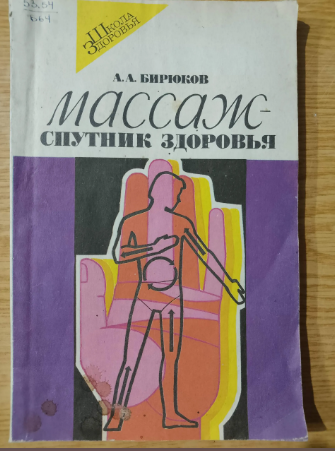 ШКОЛА
ЗДОРОВЬЯ
А.А. БИРЮКОВ
МАССАЖ-
СПУТНИК ЗДОРОВЬЯ